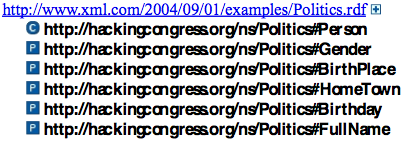 http://www.xml.com/2004/09/01/examples/Politics.rdf
C http://hackingcongress.org/ns/Politics#Person
P http://hackingcongress.org/ns/Politics#Gender
P http://hackingcongress.org/ns/Politics#BirthPlace
P http://hackingcongress.org/ns/Politics#HomeTown
P http://hackingcongress.org/ns/Politics#Birthday
P http://hackingcongress.org/ns/Politics#FullName